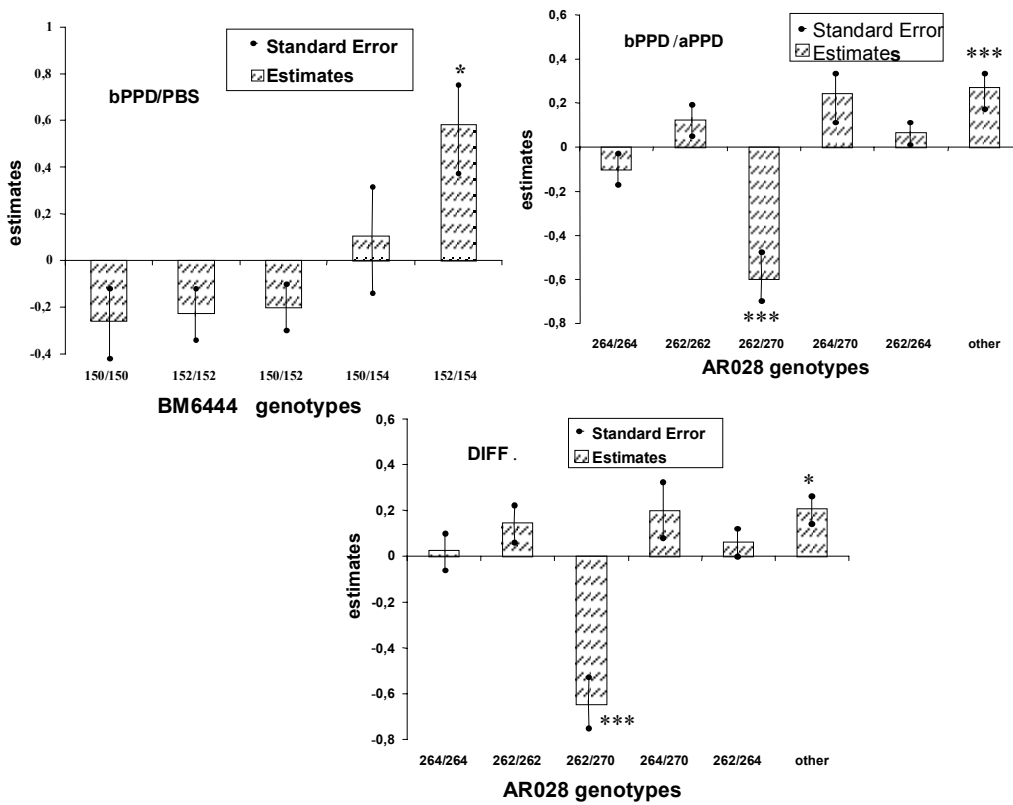 1
0,8
0,6
0,4
0,2
0
-0,2
-0,4
estimates
bPPD/PBS
Standard Error
Estimates
*
150/150 152/152 150/152 150/154 152/154
BM6444 genotypes
0,6
0,4
0,2
0
-0,2
-0,4
-0,6
-0,8
estimates
bPPD/aPPD
Standard Error
Estimates
***
***
264/264 262/262 262/270 264/270 262/264 other
AR028 genotypes
0,6
0,4
0,2
0
-0,2
-0,4
-0,6
-0,8
estimates
DIFF.
Standard Error
Estimates
*
***
264/264 262/262 262/270 264/270 262/264 other
AR028 genotypes